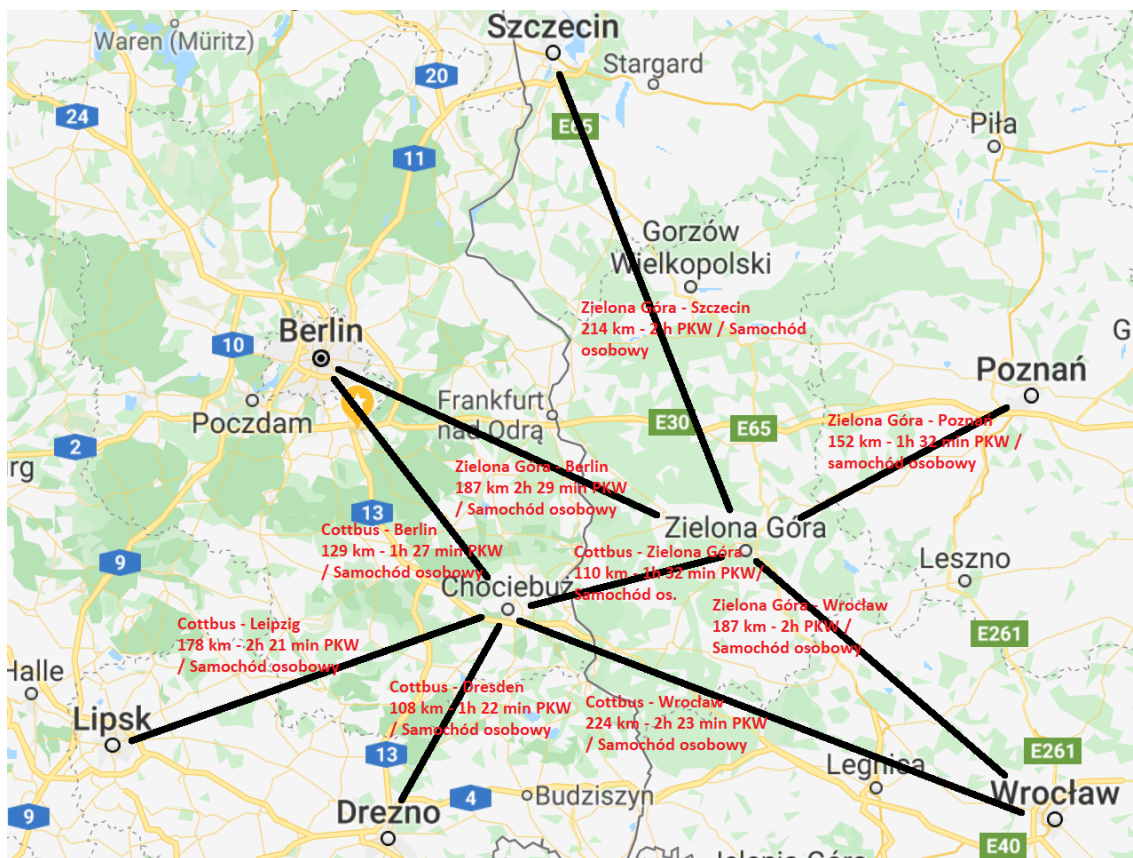 Szczecin
Waren (Müritz)
Stargard
20
24
E65
Piła
11
Gorzów
Wielkopolski
Zielona Góra - Szczecin
214 km - 2 h PKW / Samochód
osobowy
Berlin
10
G
Poznań
Poczdam
Frankfurt
nad Odrą
E30
E65
Zielona Góra - Poznań
152 km - 1h 32 min PKW /
samochód osobowy
2
urg
Zielona Góra - Berlin
187 km 2h 29 min PKW
/ Samochód osobowy
13
Zielona Góra
Cottbus - Berlin
129 km - 1h 27 min PKW
/ Samochód osobowy
Cottbus - Zielona Góra
110 km - 1h 32 min PKW/
Samochód os.
9
Leszno
Chociebuż
Zielona Góra - Wrocław
187 km - 2h PKW /
Samochód osobowy
Cottbus - Leipzig
178 km - 2h 21 min PKW
/ Samochód osobowy
E261
Halle
Cottbus - Dresden
108 km - 1h 22 min PKW
/ Samochód osobowy
Cottbus - Wrocław
224 km - 2h 23 min PKW
/ Samochód osobowy
Lipsk
13
E261
Legnica
4
Budziszyn
Wrocław
9
Drezno
E40
Jelenia Góra